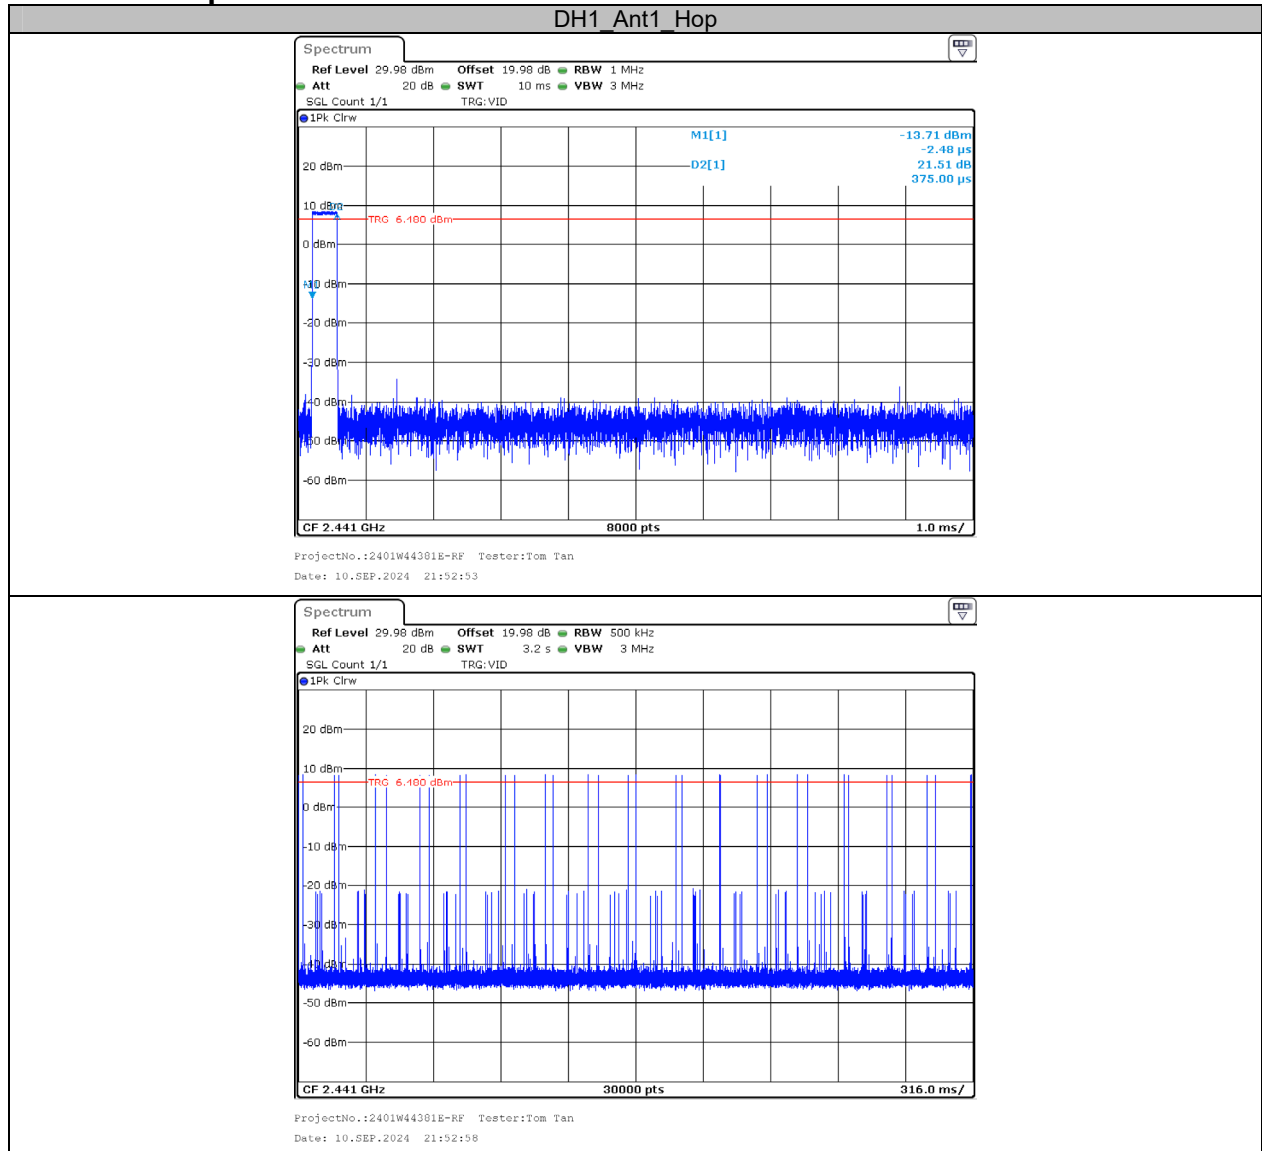 DH1_Ant1_Hop
Spectrum
Ref Level 29.98 dBm Offset 19.98 dB RBW 1 MHz
Att 20 dB SWT 10 ms VBW 3 MHz
SGL Count 1/1 TRG:VID
1Pk Clrw
M1[1] -13.71 dBm
-2.48 µs
20 dBm D2[1] 21.51 dB
375.00 µs
10 dBm
TRG 6.480 dBm
0 dBm
-10 dBm
-20 dBm
-30 dBm
-40 dBm
-50 dBm
-60 dBm
CF 2.441 GHz 8000 pts 1.0 ms/
ProjectNo.:2401W44381E-RF Tester:Tom Tan
Date: 10.SEP.2024 21:52:53
Spectrum
Ref Level 29.98 dBm Offset 19.98 dB RBW 500 kHz
Att 20 dB SWT 3.2 s VBW 3 MHz
SGL Count 1/1 TRG:VID
1Pk Clrw
20 dBm
10 dBm
TRG 6.480 dBm
0 dBm
-10 dBm
-20 dBm
-30 dBm
-40 dBm
-50 dBm
-60 dBm
CF 2.441 GHz 30000 pts 316.0 ms/
ProjectNo.:2401W44381E-RF Tester:Tom Tan
Date: 10.SEP.2024 21:52:58